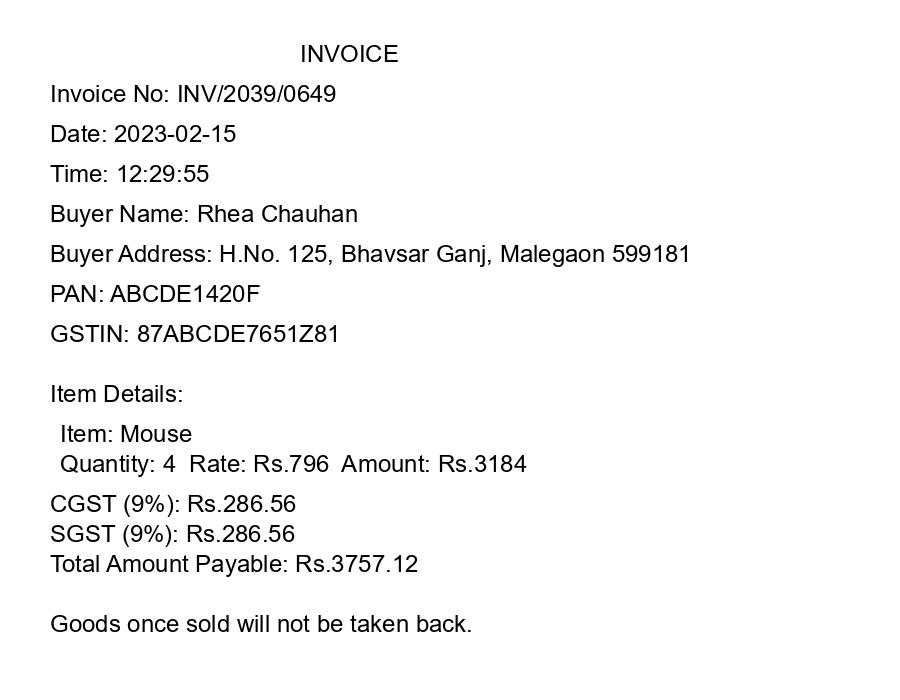 INVOICE
Invoice No: INV/2039/0649
Date: 2023-02-15
Time: 12:29:55
Buyer Name: Rhea Chauhan
Buyer Address: H.No. 125, Bhavsar Ganj, Malegaon 599181
PAN: ABCDE1420F
GSTIN: 87ABCDE7651Z81
Item Details:
Item: Mouse
Quantity: 4  Rate: Rs.796  Amount: Rs.3184
CGST (9%): Rs.286.56
SGST (9%): Rs.286.56
Total Amount Payable: Rs.3757.12
Goods once sold will not be taken back.